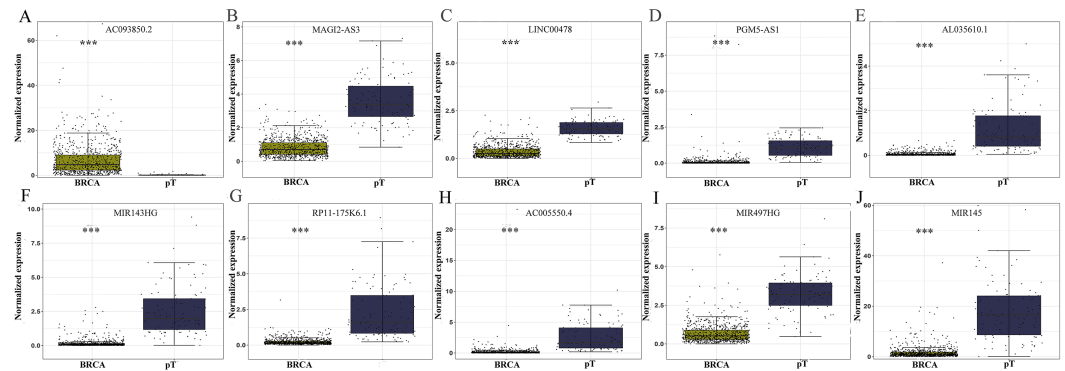 A
AC093850.2
***
Normalized expression
60
40
20
0
BRCA
pT
B
MAGI2-AS3
***
Normalized expression
8
6
4
2
0
BRCA
pT
C
LINC00478
***
Normalized expression
7.5
5.0
2.5
0.0
BRCA
pT
D
PGM5-AS1
***
Normalized expression
7.5
5.0
2.5
0.0
BRCA
pT
E
AL035610.1
***
Normalized expression
4
2
0
BRCA
pT
F
MIR143HG
***
Normalized expression
10.0
7.5
5.0
2.5
0.0
BRCA
pT
G
RP11-175K6.1
***
Normalized expression
7.5
5.0
2.5
0.0
BRCA
H
AC005550.4
***
Normalized expression
20
15
10
5
0
BRCA
pT
I
MIR497HG
***
Normalized expression
7.5
5.0
2.5
0.0
BRCA
pT
J
MIR145
***
Normalized expression
60
40
20
0
BRCA
pT